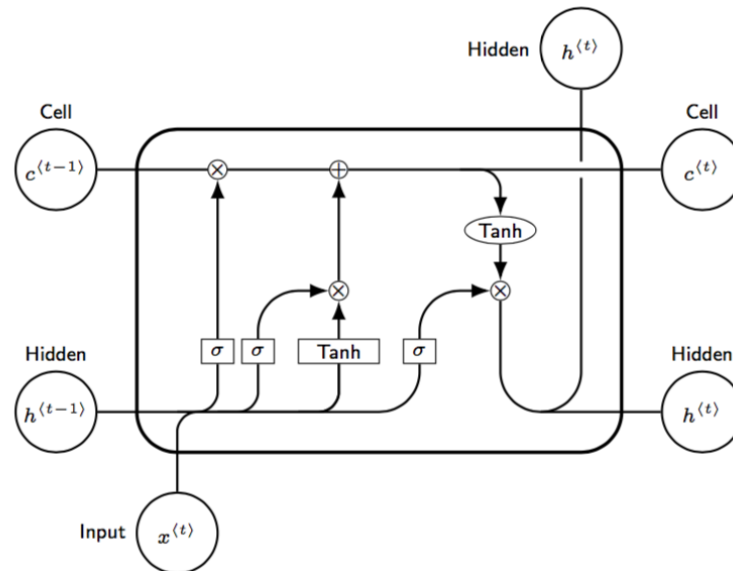 Hidden
h⟨t⟩
Cell
Cell
c⟨t−1⟩
×
+
c⟨t⟩
Tanh
×
×
σ
σ
Tanh
σ
Hidden
Hidden
h⟨t−1⟩
h⟨t⟩
Input
x⟨t⟩